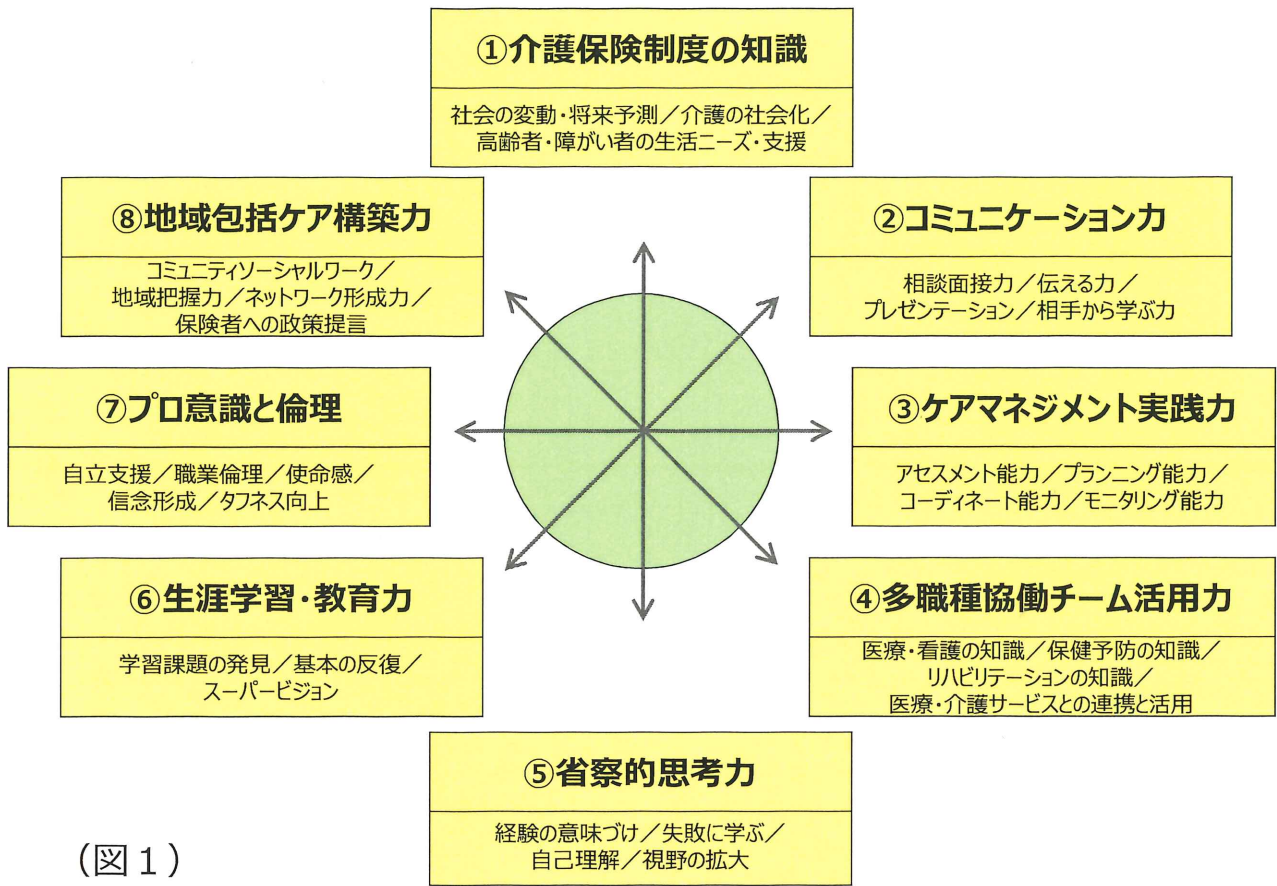 ①介護保険制度の知識
社会の変動・将来予測／介護の社会化／
高齢者・障がい者の生活ニーズ・支援
②コミュニケーション力
相談面接力／伝える力／
プレゼンテーション／相手から学ぶ力
③ケアマネジメント実践力
アセスメント能力／プランニング能力／
コーディネート能力／モニタリング能力
④多職種協働チーム活用力
医療・看護の知識／保健予防の知識／
リハビリテーションの知識／
医療・介護サービスとの連携と活用
⑤省察的思考力
経験の意味づけ／失敗に学ぶ／
自己理解／視野の拡大
⑥生涯学習・教育力
学習課題の発見／基本の反復／
スーパービジョン
⑦プロ意識と倫理
自立支援／職業倫理／使命感／
信念形成／タフネス向上
⑧地域包括ケア構築力
コミュニティソーシャルワーク／
地域把握力／ネットワーク形成力／
保険者への政策提言
（図１）